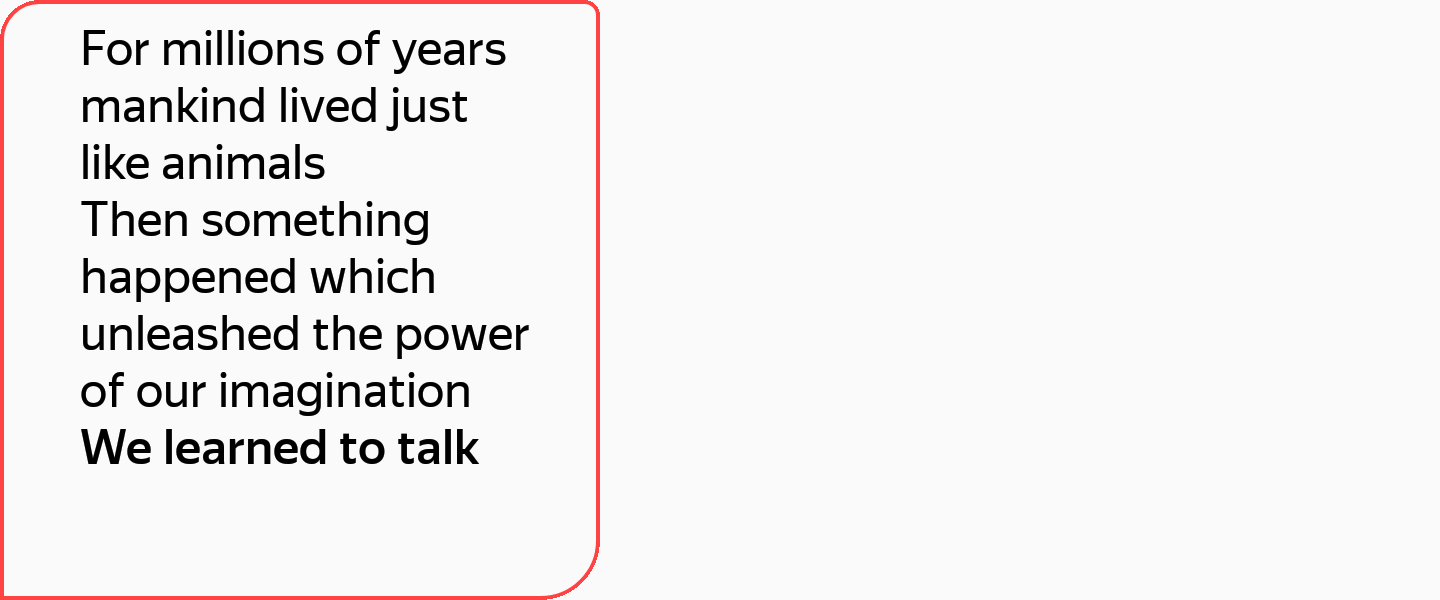 For millions of years
mankind lived just
like animals
Then something
happened which
unleashed the power
of our imagination
We learned to talk